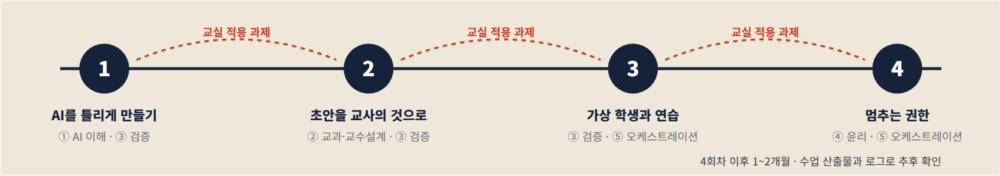 교실 적용 과제
교실 적용 과제
교실 적용 과제
1
2
3
4
AI를 틀리게 만들기
초안을 교사의 것으로
가상 학생과 연습
멈추는 권한
① AI 이해 · ③ 검증
② 교과·교수설계 · ③ 검증
③ 검증 · ⑤ 오케스트레이션
④ 윤리 · ⑤ 오케스트레이션
4회차 이후 1~2개월 · 수업 산출물과 로그로 추후 확인